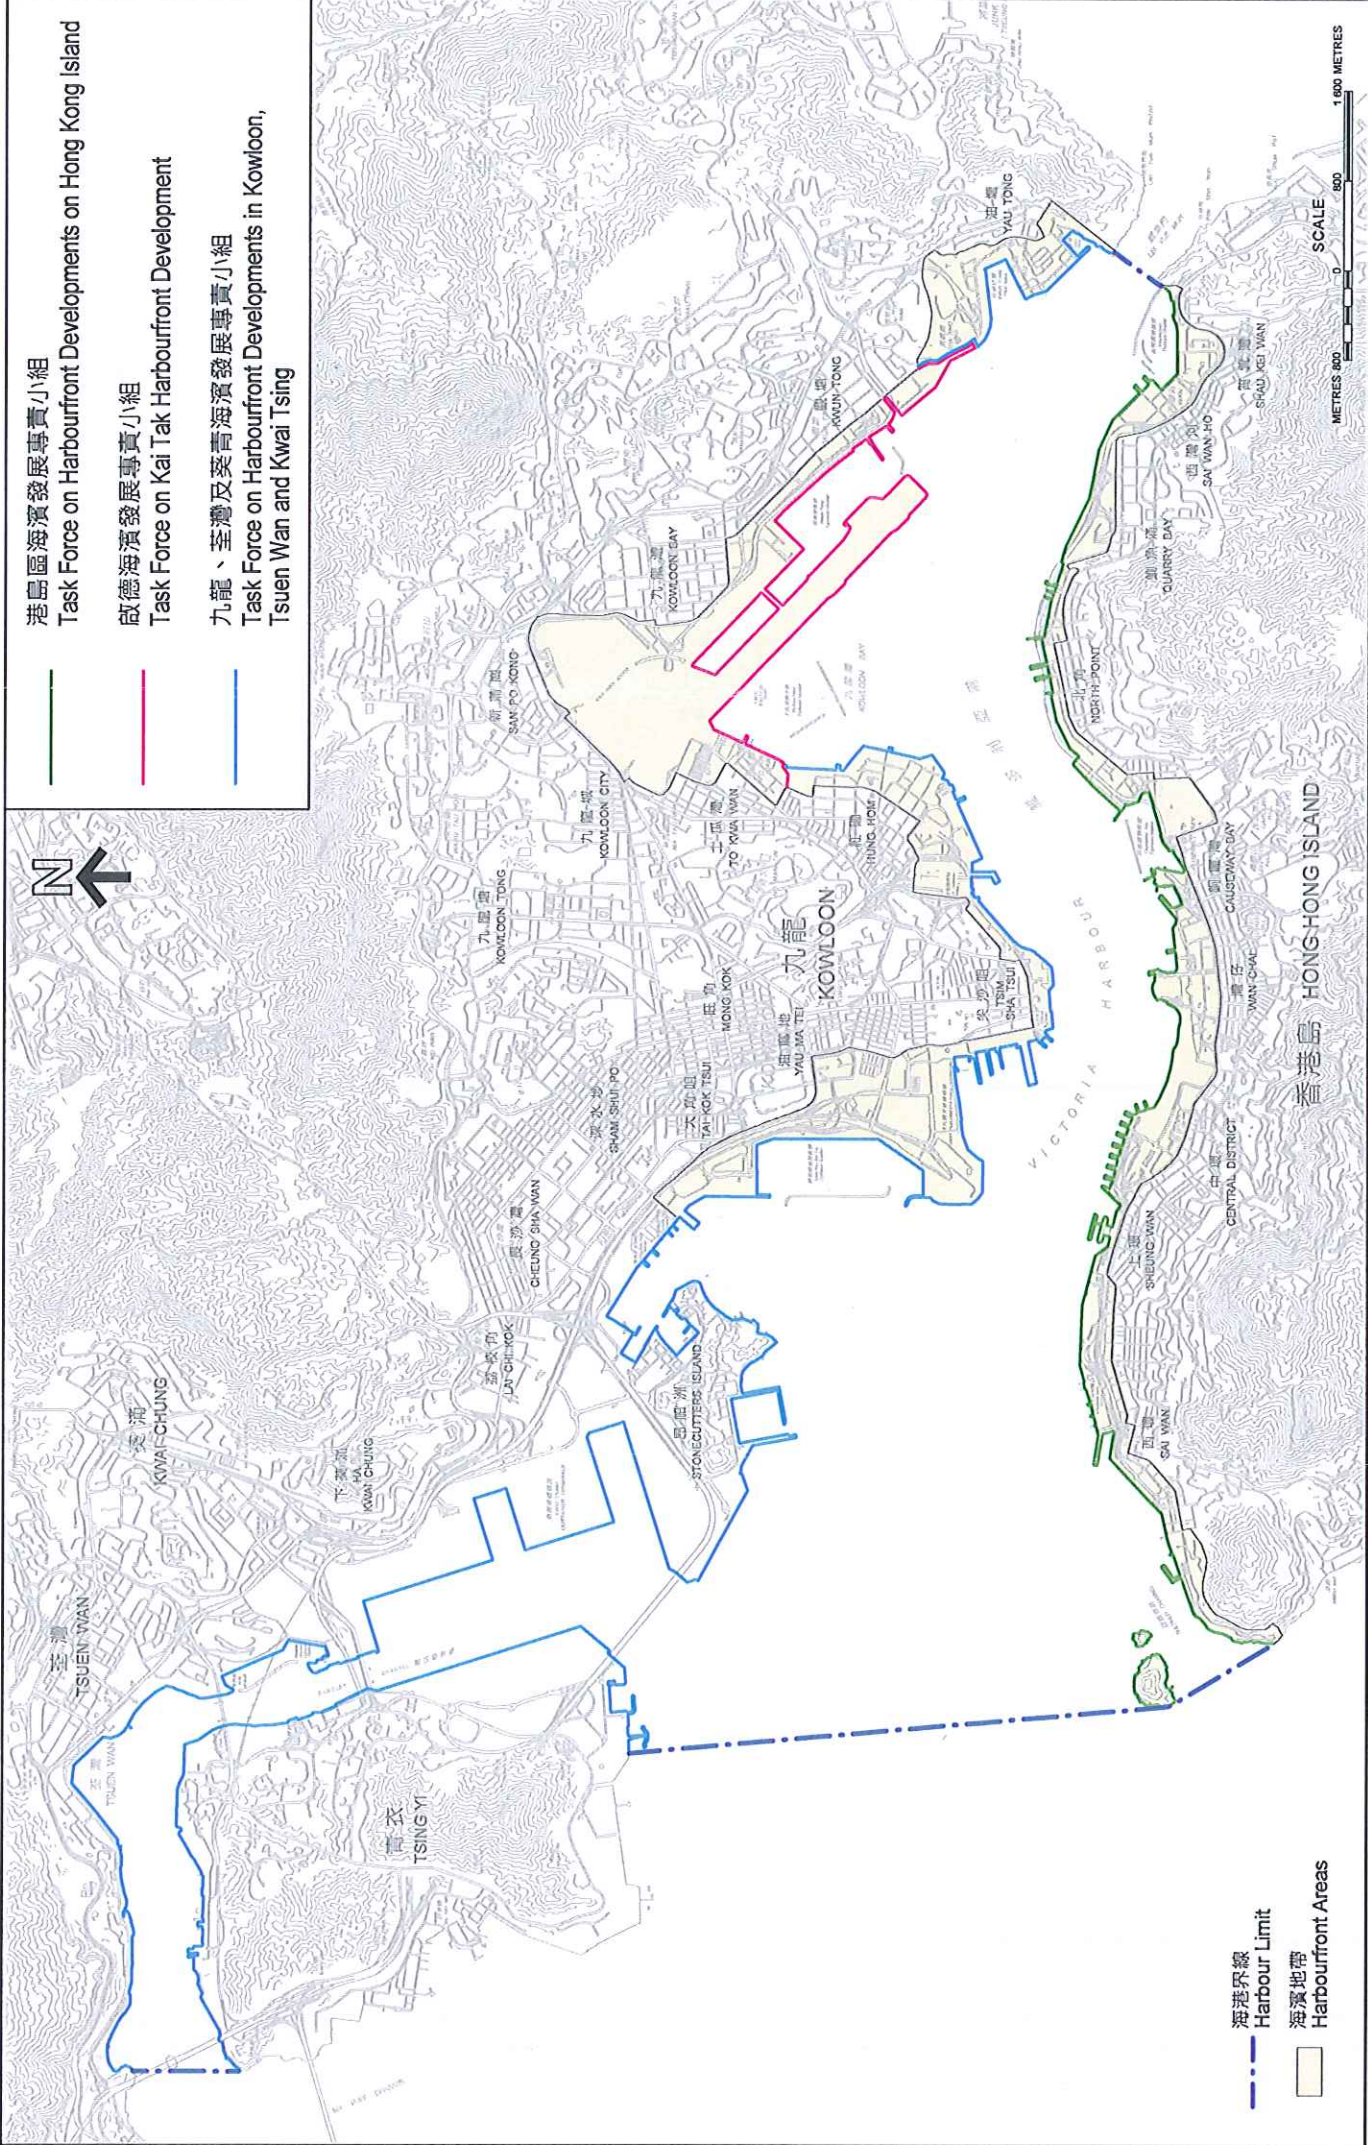 港島區海濱發展專責小組
Task Force on Harbourfront Developments on Hong Kong Island
啟德海濱發展專責小組
Task Force on Kai Tak Harbourfront Development
九龍、荃灣及葵青海濱發展專責小組
Task Force on Harbourfront Developments in Kowloon,
Tsuen Wan and Kwai Tsing
N
荃灣
TSUEN WAN
荃灣
TSUEN WAN
葵涌
KWAI CHUNG
下葵涌
HA
KWAI CHUNG
青衣
TSING YI
荔枝角
LAI CHI KOK
長沙灣
CHEUNG SHA WAN
昂船洲
STONECUTTERS ISLAND
深水埗
SHAM SHUI PO
大角咀
TAI KOK TSUI
旺角
MONG KOK
油麻地
YAU MA TEI
九龍
KOWLOON
尖沙咀
TSIM
SHA TSUI
九龍塘
KOWLOON TONG
九龍城
KOWLOON CITY
土瓜灣
TO KWA WAN
紅磡
HUNG HOM
新蒲崗
SAN PO KONG
九龍灣
KOWLOON BAY
九龍灣
KOWLOON BAY
觀塘
KWUN TONG
油塘
YAU TONG
維多利亞港
VICTORIA HARBOUR
西環
SAI WAN
上環
SHEUNG WAN
中環
CENTRAL DISTRICT
灣仔
WAN CHAI
銅鑼灣
CAUSEWAY BAY
北角
NORTH POINT
鰂魚涌
QUARRY BAY
西灣河
SAI WAN HO
筲箕灣
SHAU KEI WAN
香港島 HONG HONG ISLAND
海港界線
Harbour Limit
海濱地帶
Harbourfront Areas
SCALE
METRES 800 0 800 1600 METRES